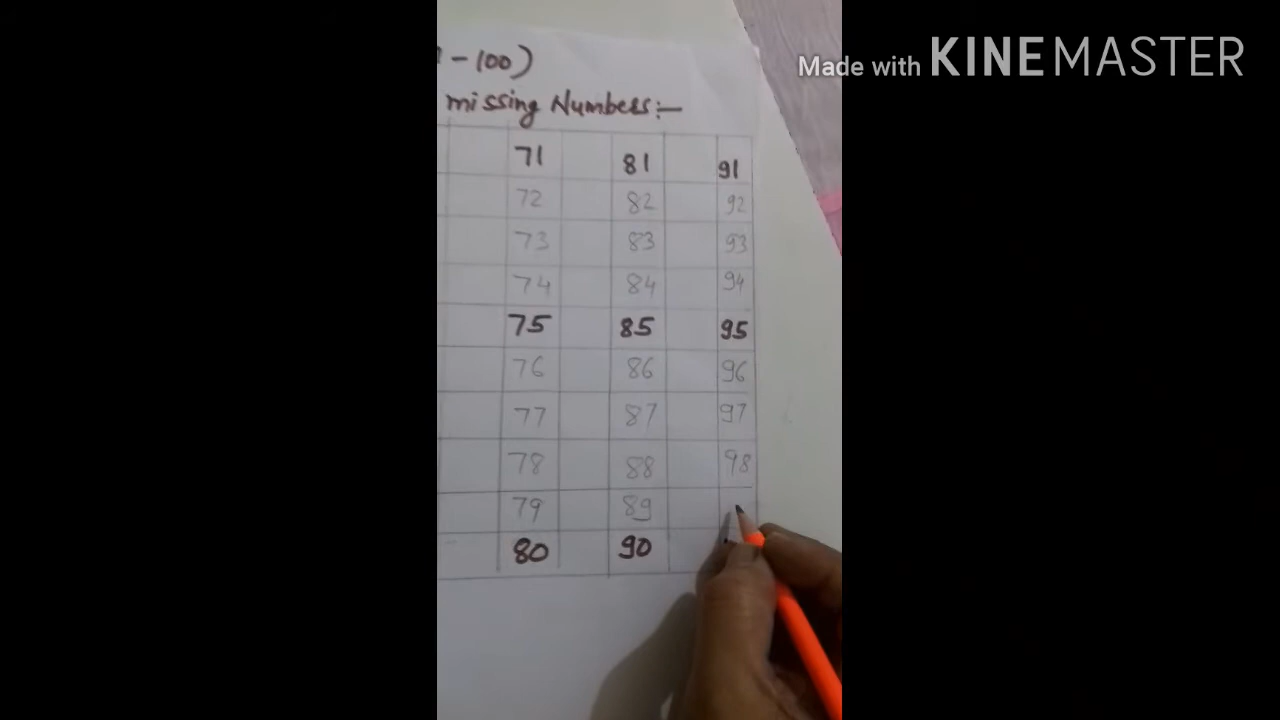 Made with KINEMASTER
- 100)
missing Numbers:-
71 81 91
72 82 92
73 83 93
74 84 94
75 85 95
76 86 96
77 87 97
78 88 98
79 89
80 90